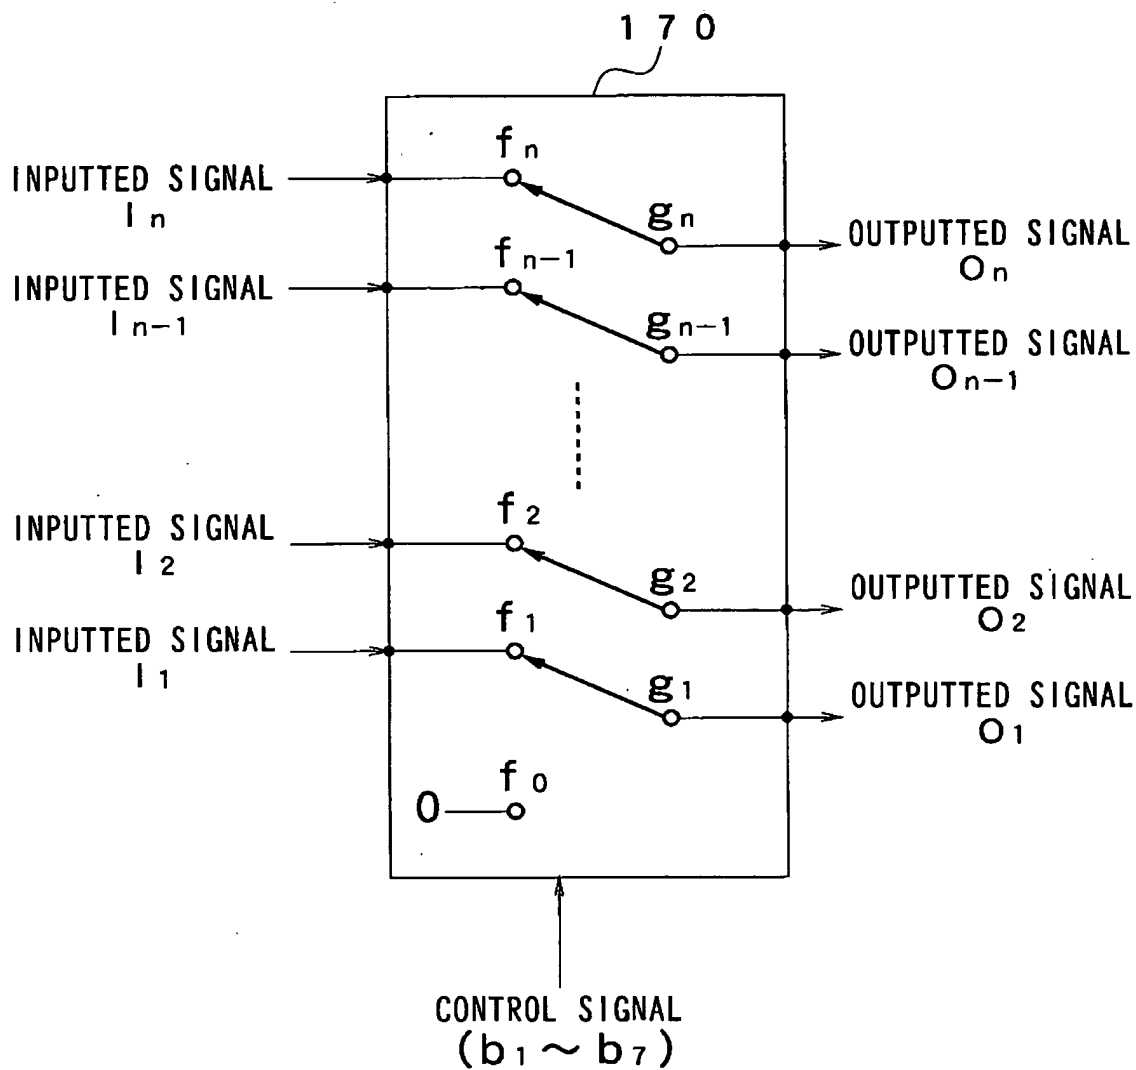 170
fn
INPUTTED SIGNAL
In
gn
OUTPUTTED SIGNAL
On
fn-1
INPUTTED SIGNAL
In-1
gn-1
OUTPUTTED SIGNAL
On-1
f2
INPUTTED SIGNAL
I2
g2
OUTPUTTED SIGNAL
O2
f1
INPUTTED SIGNAL
I1
g1
OUTPUTTED SIGNAL
O1
f0
0
CONTROL SIGNAL
(b1~b7)